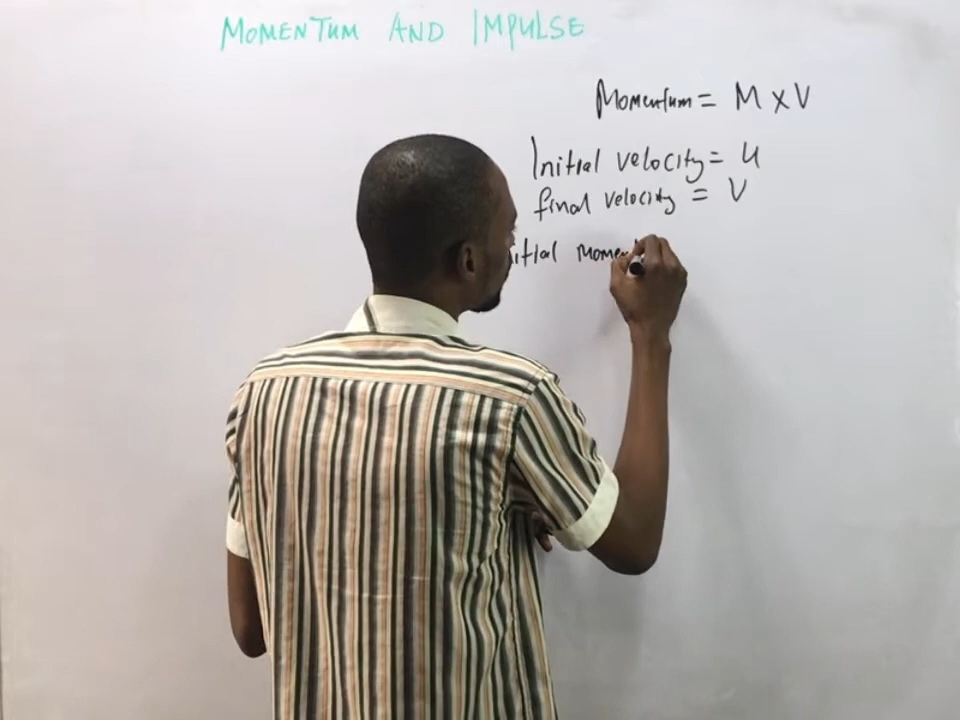 MOMENTUM AND IMPULSE
Momentum = M x V
Initial velocity = u
final velocity = V